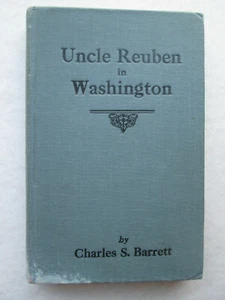 Uncle Reuben
in
Washington
by
Charles S. Barrett